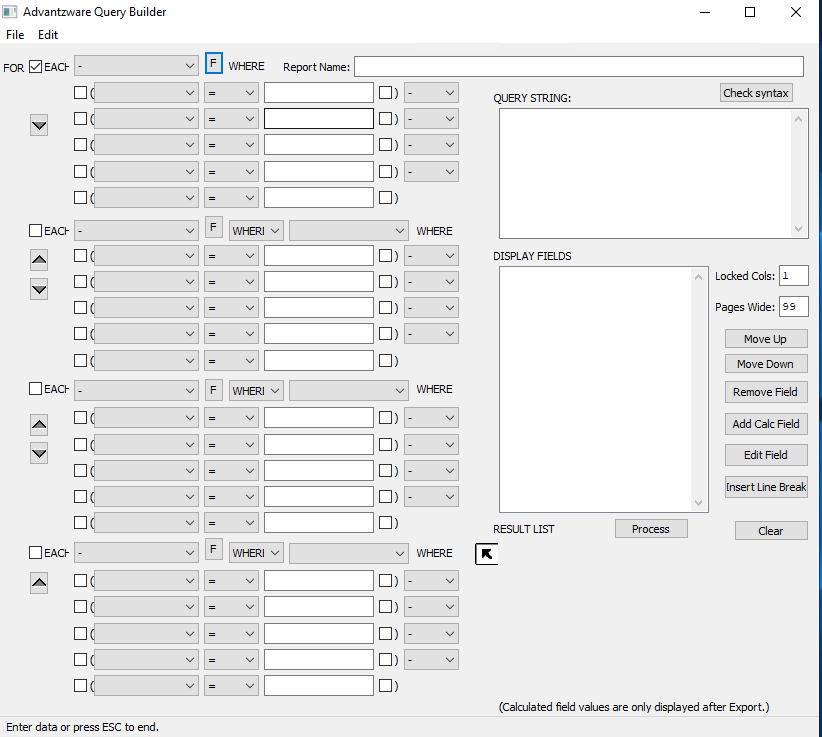 Advantzware Query Builder
File Edit
FOR EACH - F WHERE Report Name:
( = ) -
( = ) -
( = ) -
( = ) -
( = )
QUERY STRING: Check syntax
EACH - F WHERI WHERE
( = ) -
( = ) -
( = ) -
( = ) -
( = )
DISPLAY FIELDS
Locked Cols: 1
Pages Wide: 99
Move Up
Move Down
Remove Field
Add Calc Field
Edit Field
Insert Line Break
EACH - F WHERI WHERE
( = ) -
( = ) -
( = ) -
( = ) -
( = )
RESULT LIST Process Clear
EACH - F WHERI WHERE
( = ) -
( = ) -
( = ) -
( = ) -
( = )
(Calculated field values are only displayed after Export.)
Enter data or press ESC to end.